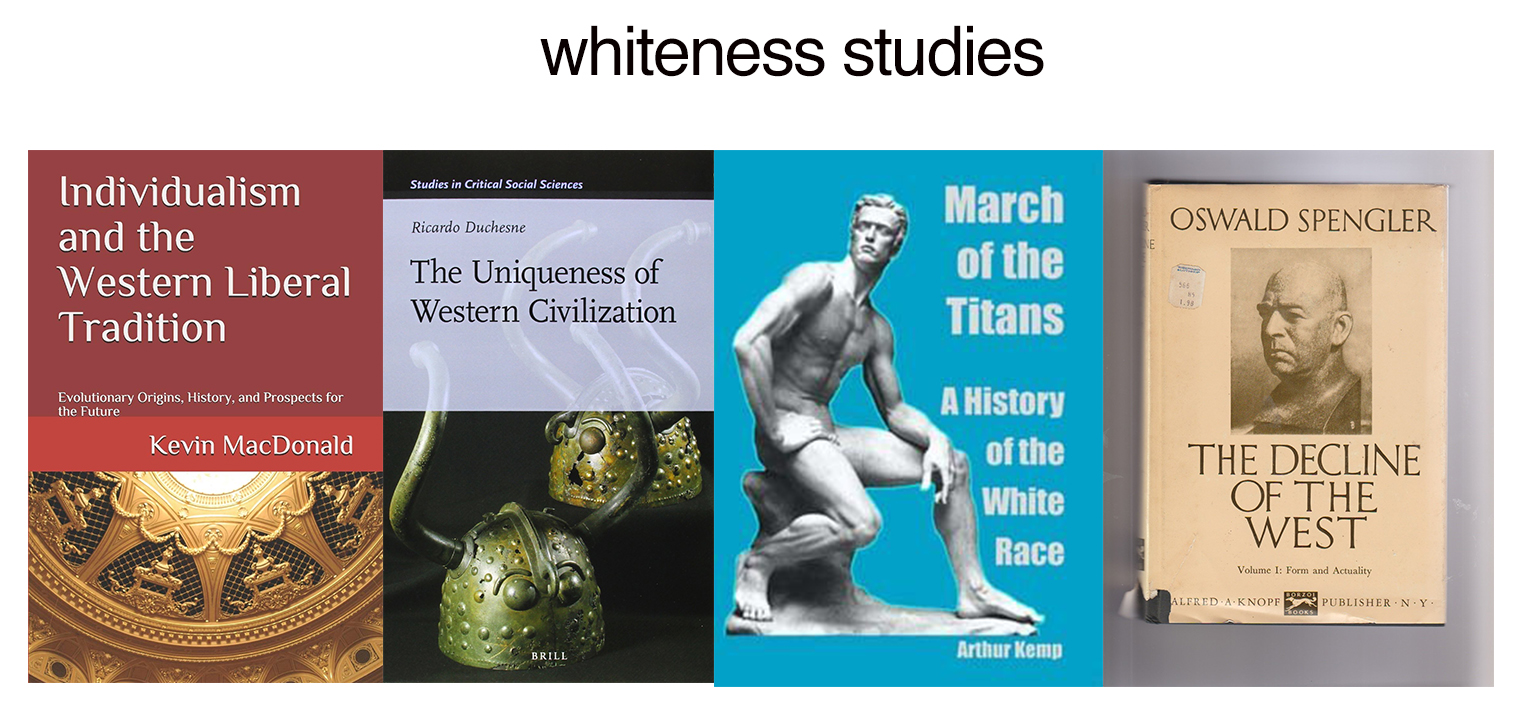 whiteness studies
Individualism
and the
Western Liberal
Tradition
Evolutionary Origins, History, and Prospects for
the Future
Kevin MacDonald
Studies in Critical Social Sciences
Ricardo Duchesne
The Uniqueness of
Western Civilization
BRILL
March
of the
Titans
A History
of the
White
Race
Arthur Kemp
OSWALD SPENGLER
THE DECLINE
OF THE
WEST
Volume I: Form and Actuality
ALFRED · A · KNOPF BORZOI BOOKS PUBLISHER · N · Y ·